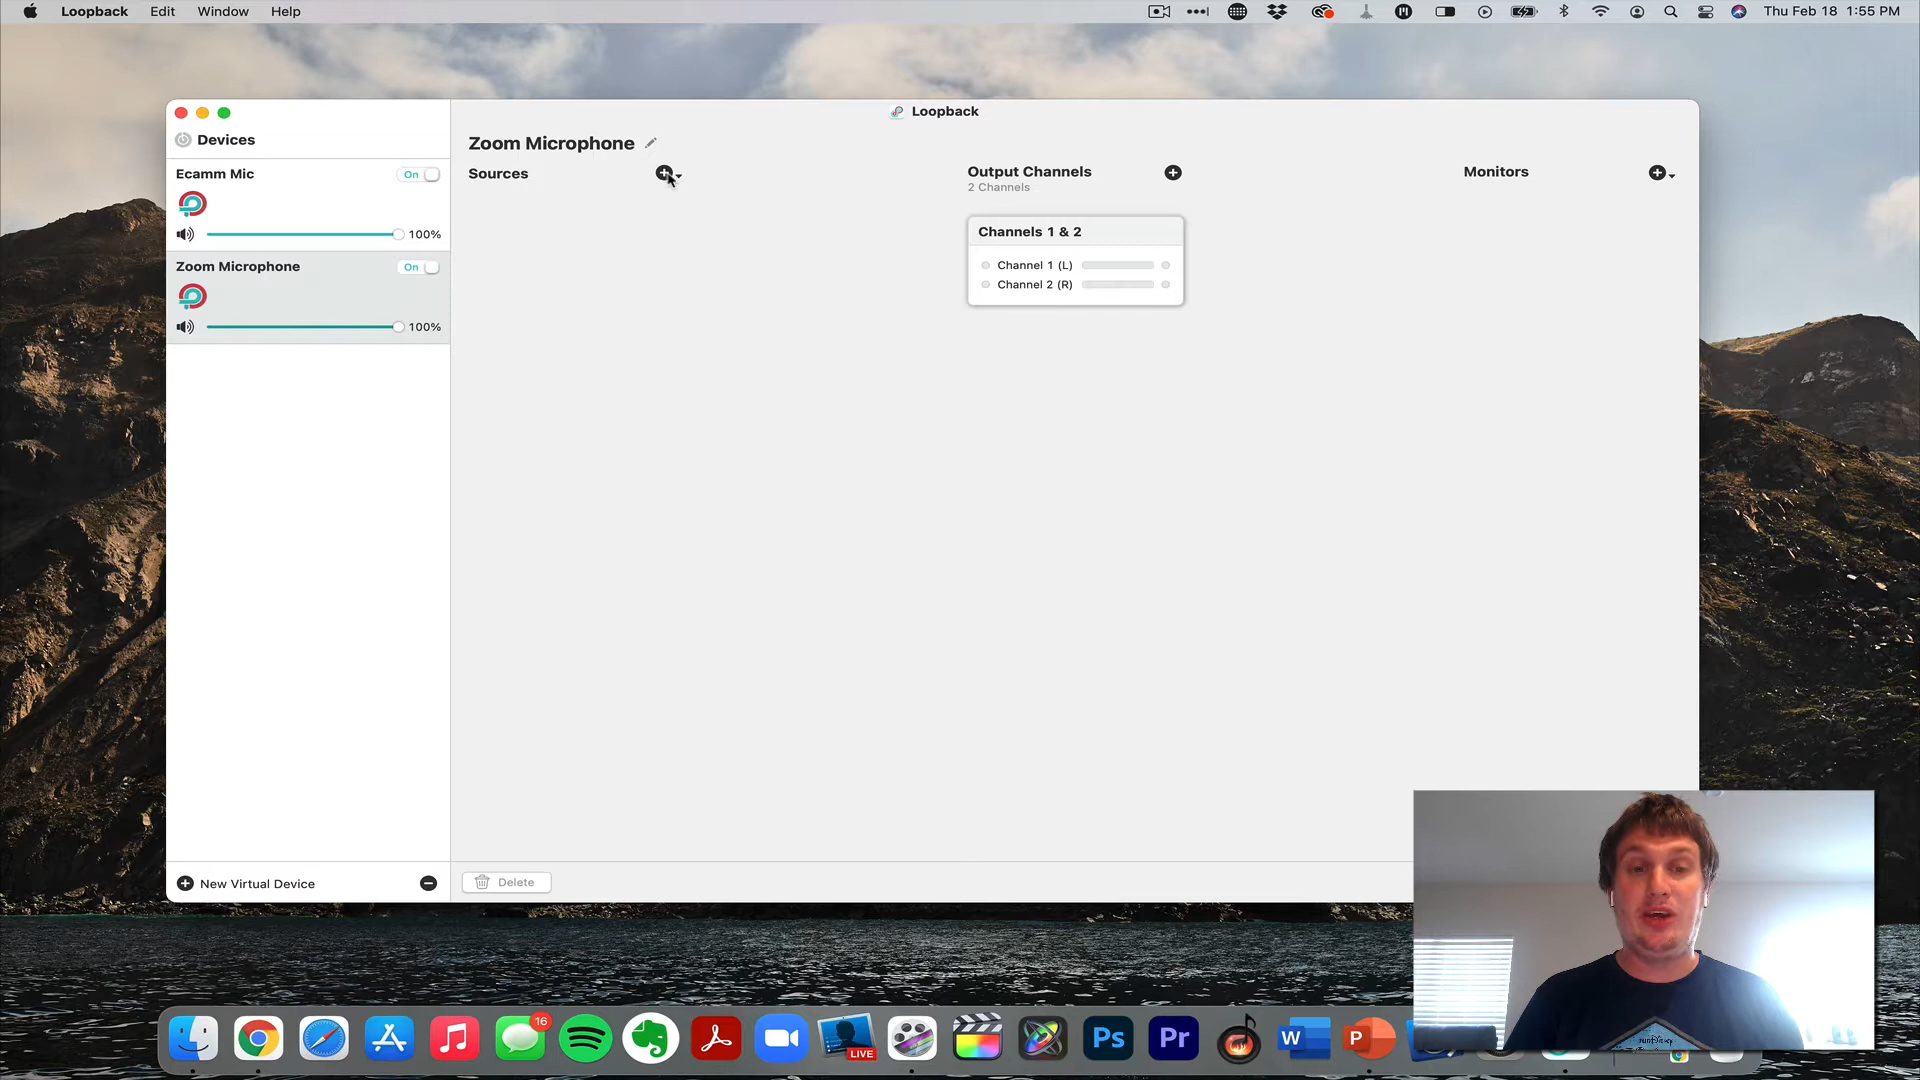 Loopback Edit Window Help
Thu Feb 18 1:55 PM
Loopback
Devices
Zoom Microphone
Ecamm Mic On
Sources
Output Channels
2 Channels
Monitors
100%
Channels 1 & 2
Zoom Microphone On
Channel 1 (L)
Channel 2 (R)
100%
New Virtual Device
Delete
16
LIVE
Ps
Pr
W
P